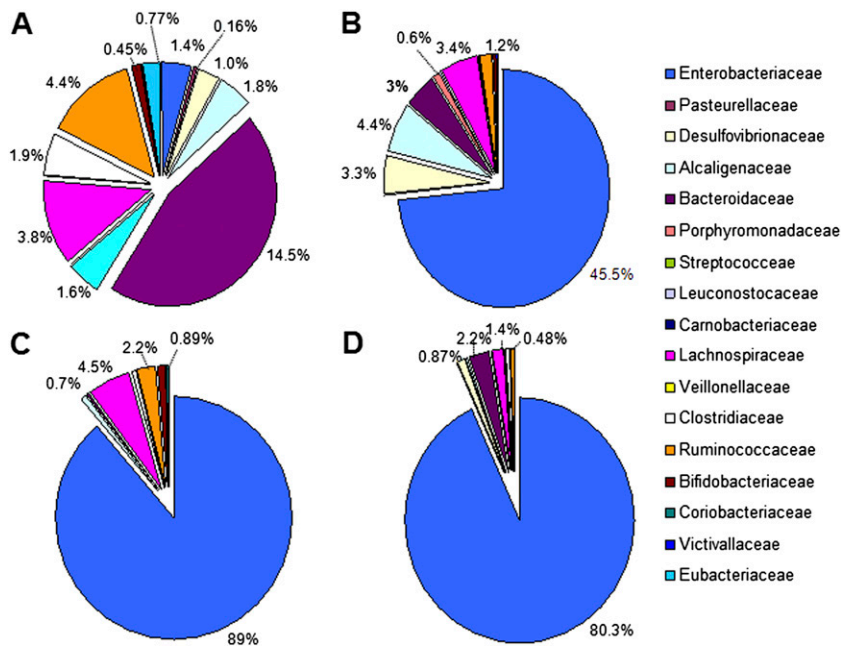 A
0.77%
0.45%
1.4%
0.16%
1.0%
1.8%
4.4%
1.9%
3.8%
1.6%
14.5%
B
0.6%
3.4%
1.2%
3%
4.4%
3.3%
45.5%
C
0.7%
4.5%
2.2%
0.89%
89%
D
0.87%
2.2%
1.4%
0.48%
80.3%
Enterobacteriaceae
Pasteurellaceae
Desulfovibrionaceae
Alcaligenaceae
Bacteroidaceae
Porphyromonadaceae
Streptococceae
Leuconostocaceae
Carnobacteriaceae
Lachnospiraceae
Veillonellaceae
Clostridiaceae
Ruminococcaceae
Bifidobacteriaceae
Coriobacteriaceae
Victivallaceae
Eubacteriaceae